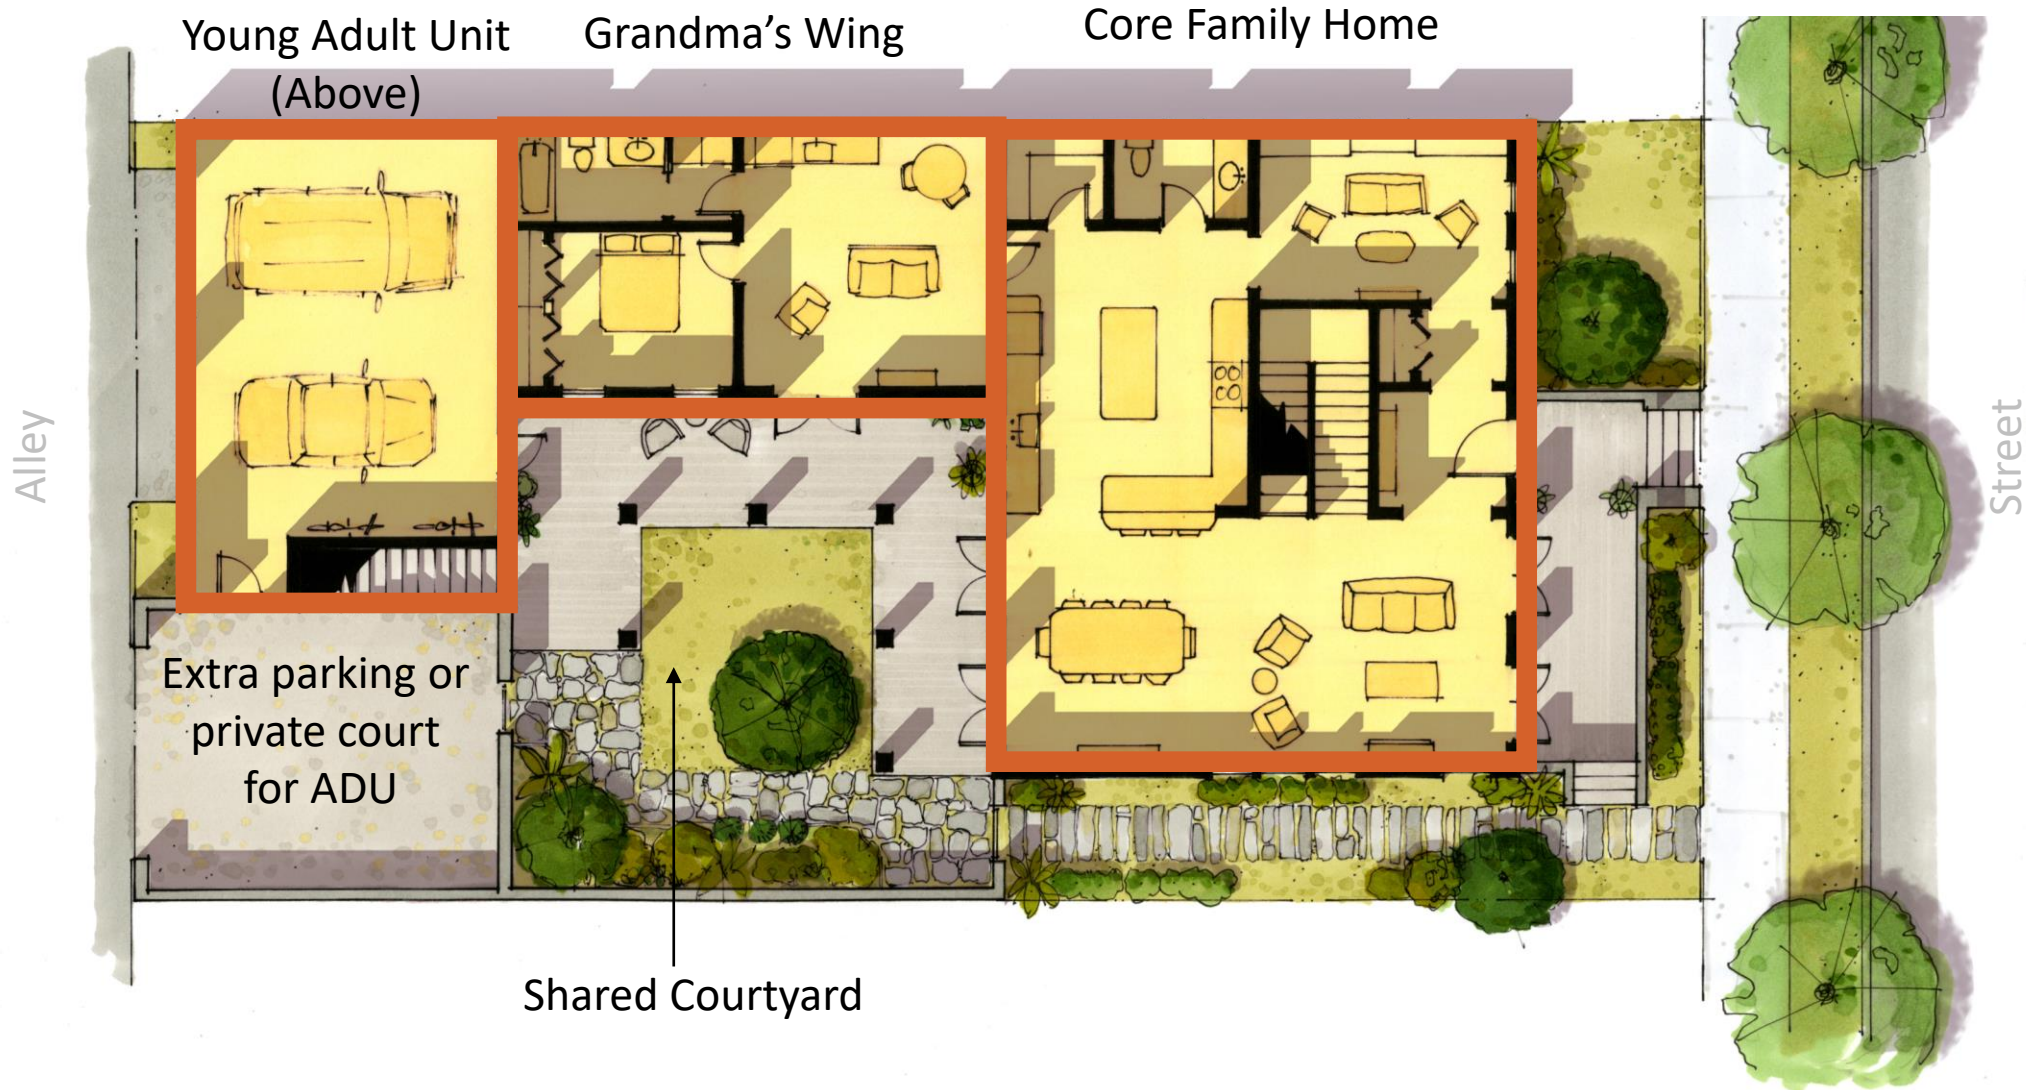 Young Adult Unit
(Above)
Grandma’s Wing
Core Family Home
Alley
Street
Extra parking or
private court
for ADU
Shared Courtyard